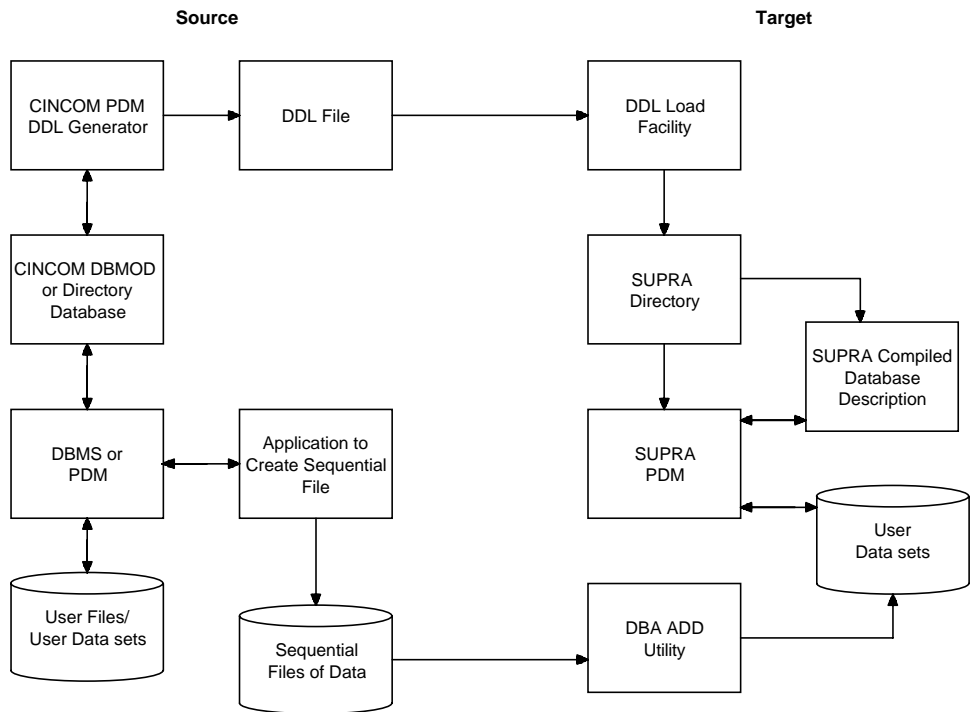 Source
Target
CINCOM PDM
DDL Generator
DDL File
DDL Load
Facility
CINCOM DBMOD
or Directory
Database
SUPRA
Directory
SUPRA Compiled
Database
Description
DBMS or
PDM
Application to
Create Sequential
File
SUPRA
PDM
User
Data sets
User Files/
User Data sets
Sequential
Files of Data
DBA ADD
Utility